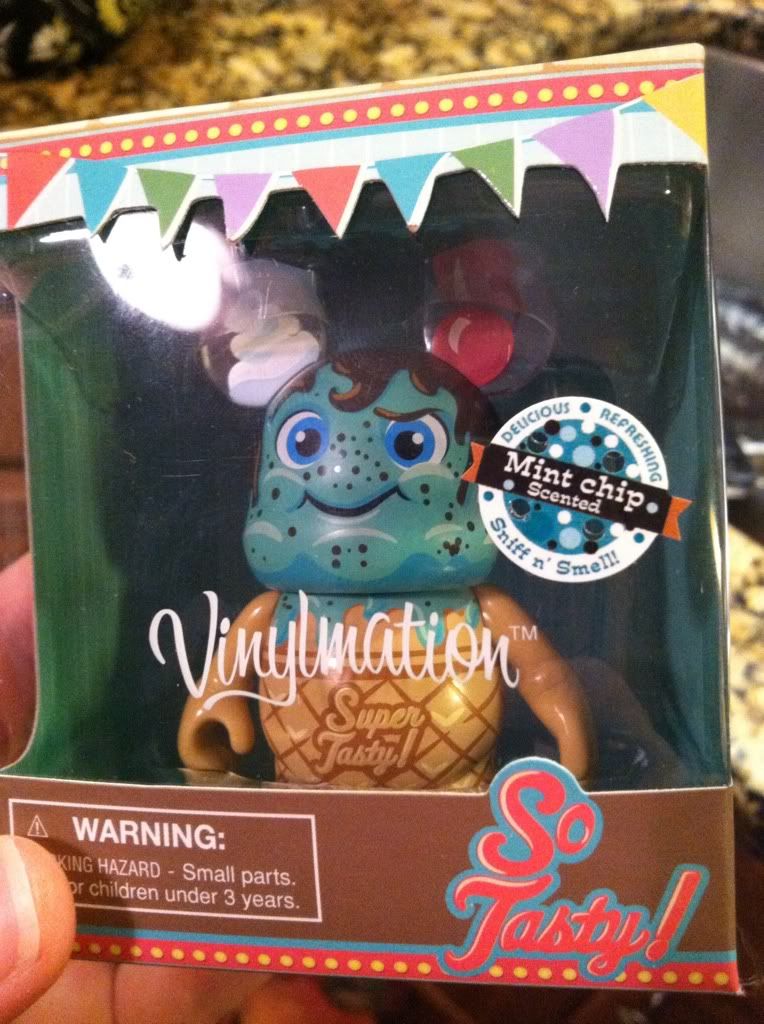 DELICIOUS • REFRESHING
Mint chip
Scented
Sniff n' Smell!
Vinylmation™
Super
Tasty!
So
Tasty!
WARNING:
KING HAZARD - Small parts.
or children under 3 years.